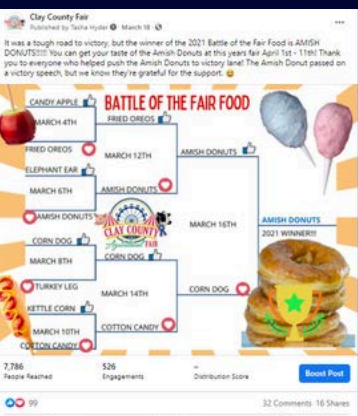 Clay County Fair
Published by Tasha Hyder · March 18 ·
It was a tough road to victory, but the winner of the 2021 Battle of the Fair Food is AMISH
DONUTS!!!!! You can get your taste of the Amish Donuts at this years fair April 1st - 11th! Thank
you to everyone who helped push the Amish Donuts to victory lane! The Amish Donut passed on
a victory speech, but we know they're grateful for the support. 😄
BATTLE OF THE FAIR FOOD
CANDY APPLE
MARCH 4TH
FRIED OREOS
FRIED OREOS
MARCH 12TH
ELEPHANT EAR
MARCH 6TH
AMISH DONUTS
AMISH DONUTS
AMISH DONUTS
CLAY COUNTY
Agricultural
FAIR
MARCH 16TH
AMISH DONUTS
2021 WINNER!!!
CORN DOG
MARCH 8TH
TURKEY LEG
CORN DOG
MARCH 14TH
CORN DOG
KETTLE CORN
MARCH 10TH
COTTON CANDY
COTTON CANDY
7,786
People Reached
526
Engagements
–
Distribution Score
Boost Post
99
32 Comments 16 Shares